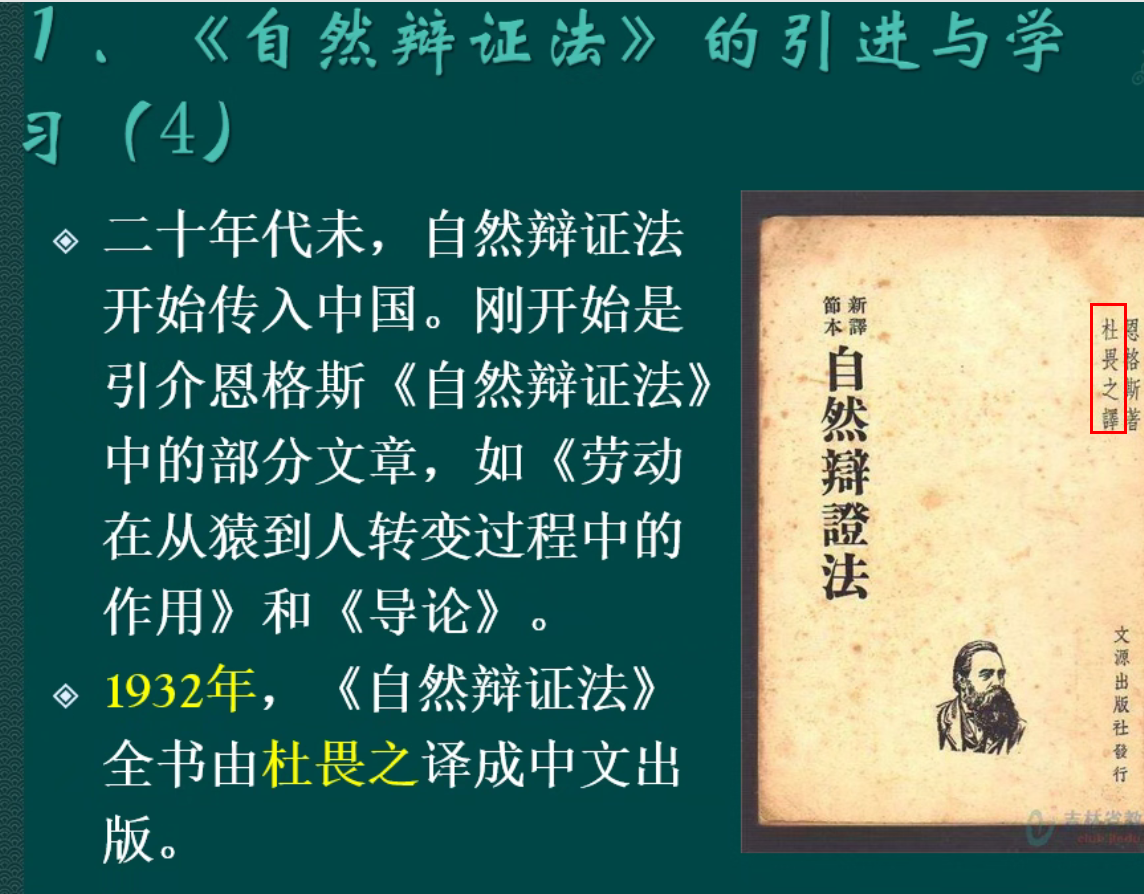 1．《自然辩证法》的引进与学
习（4）
二十年代未，自然辩证法
开始传入中国。刚开始是
引介恩格斯《自然辩证法》
中的部分文章，如《劳动
在从猿到人转变过程中的
作用》和《导论》。
1932年，《自然辩证法》
全书由杜畏之译成中文出
版。
恩格斯著
杜畏之譯
新譯
節本
自然辯證法
文源出版社發行
吉林省教